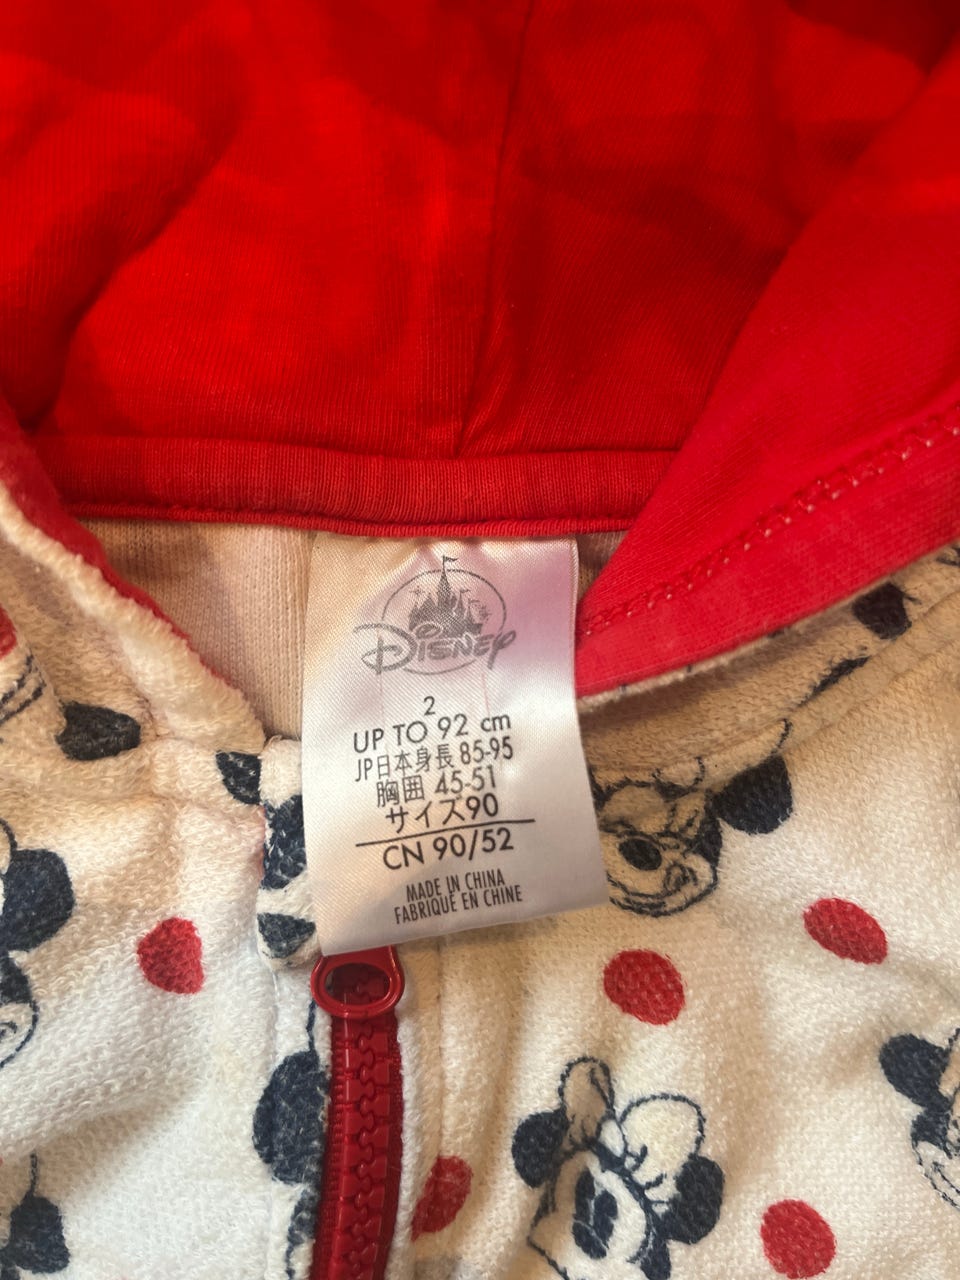 Disney
2
UP TO 92 cm
JP日本身長 85-95
胸囲 45-51
サイズ90
CN 90/52
MADE IN CHINA
FABRIQUÉ EN CHINE